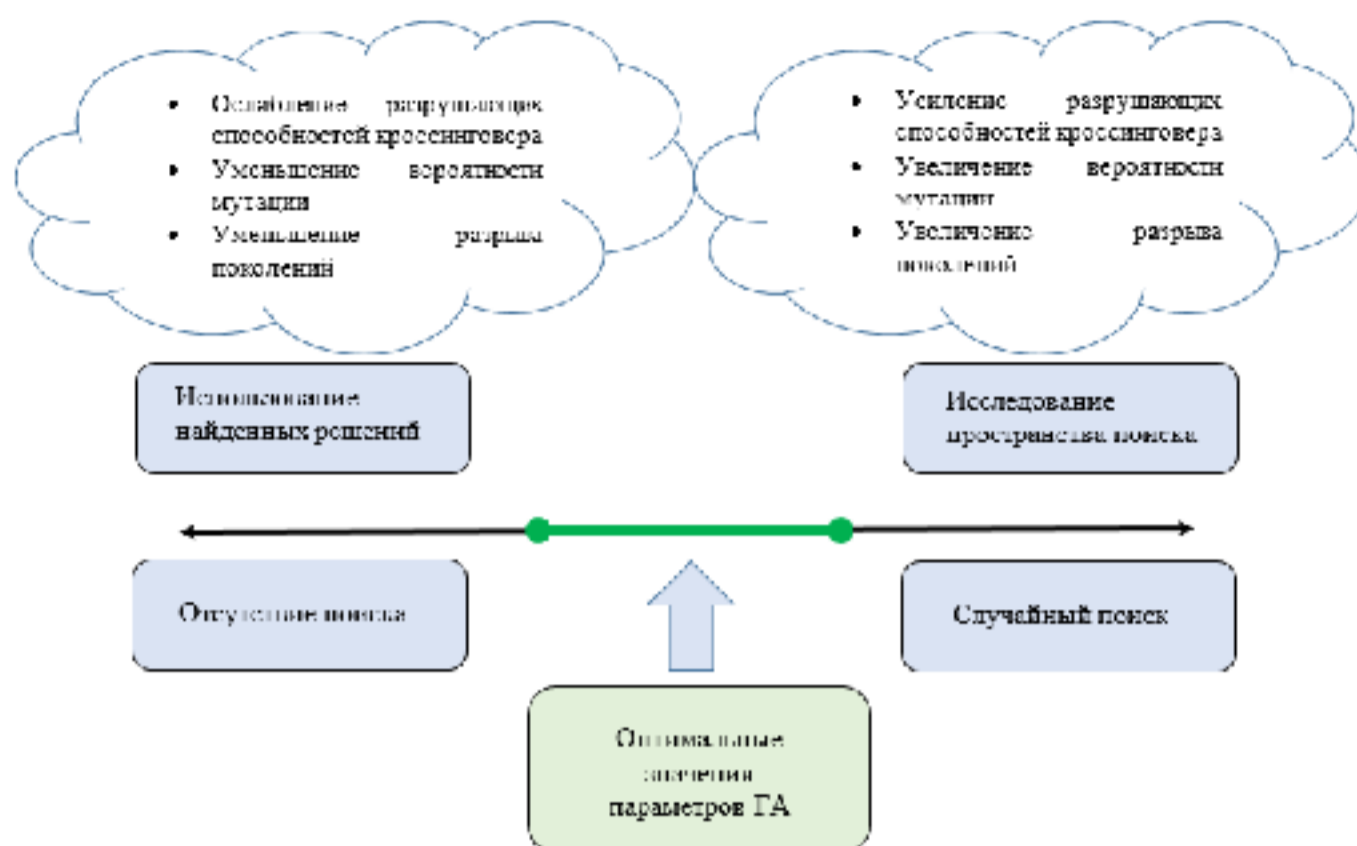 • Ослабление разрушающих
способностей кроссинговера
• Уменьшение вероятности
мутации
• Уменьшение разрыва
поколений
• Усиление разрушающих
способностей кроссинговера
• Увеличение вероятности
мутации
• Увеличение разрыва
поколений
Использование
найденных решений
Исследование
пространства поиска
Отсутствие поиска
Случайный поиск
Оптимальные
значения
параметров ГА